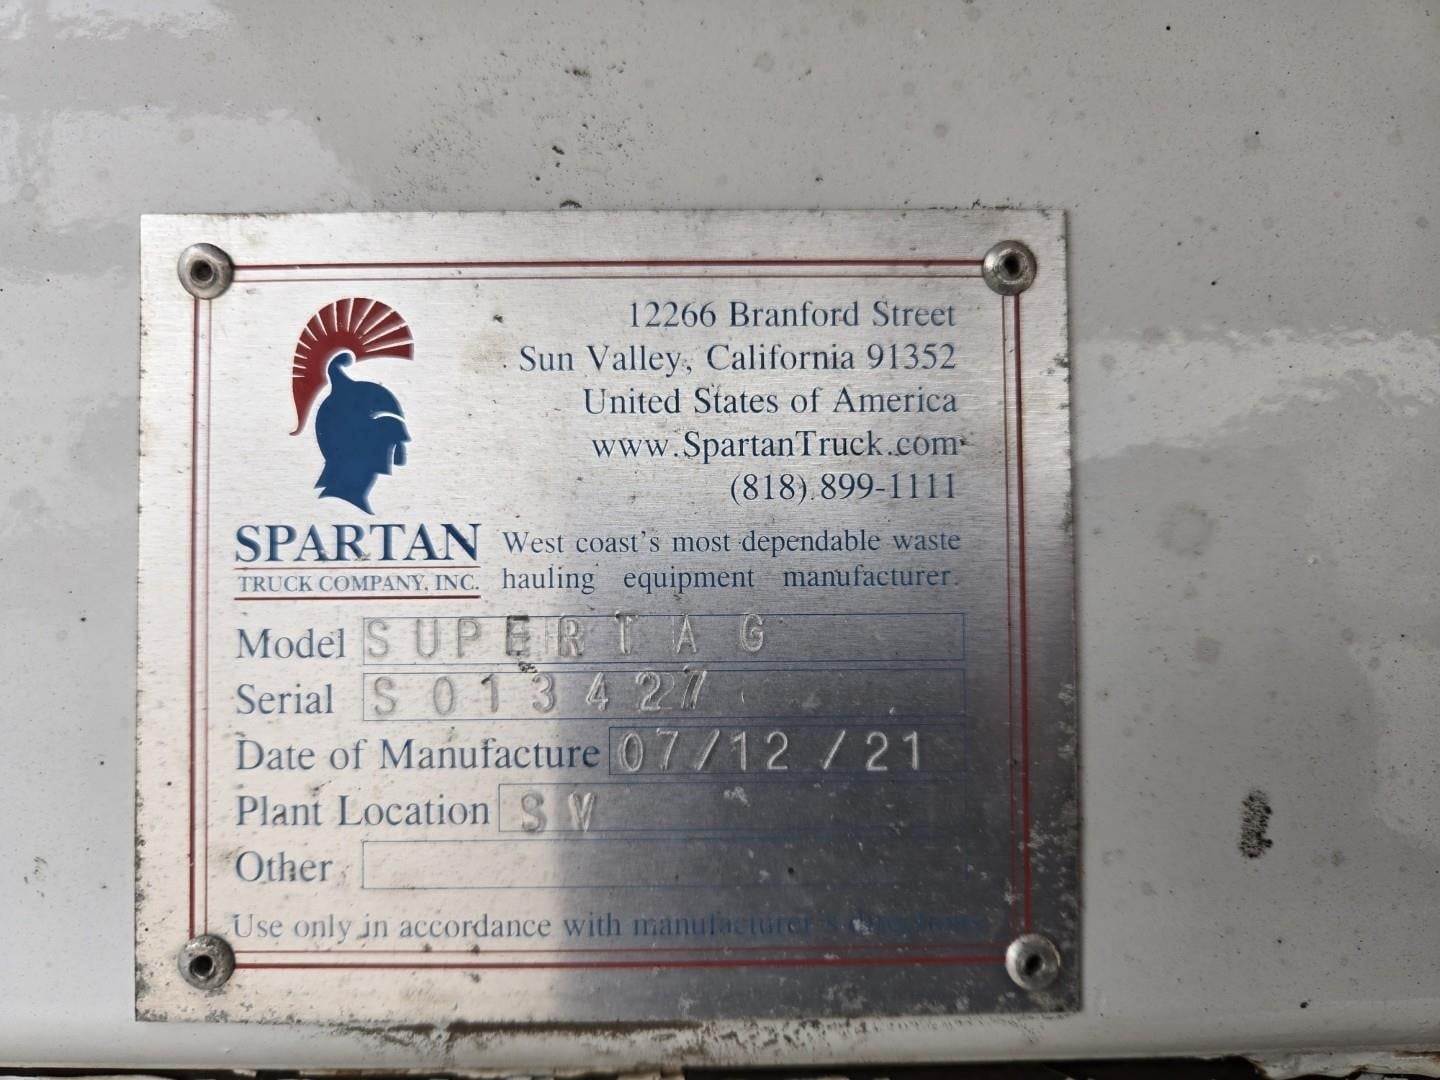 12266 Branford Street
Sun Valley, California 91352
United States of America
www.SpartanTruck.com
(818) 899-1111
SPARTAN
TRUCK COMPANY, INC.
West coast's most dependable waste
hauling equipment manufacturer.
Model SUPERTAG
Serial S013427
Date of Manufacture 07/12/21
Plant Location SV
Other
Use only in accordance with manufacturer's directions.